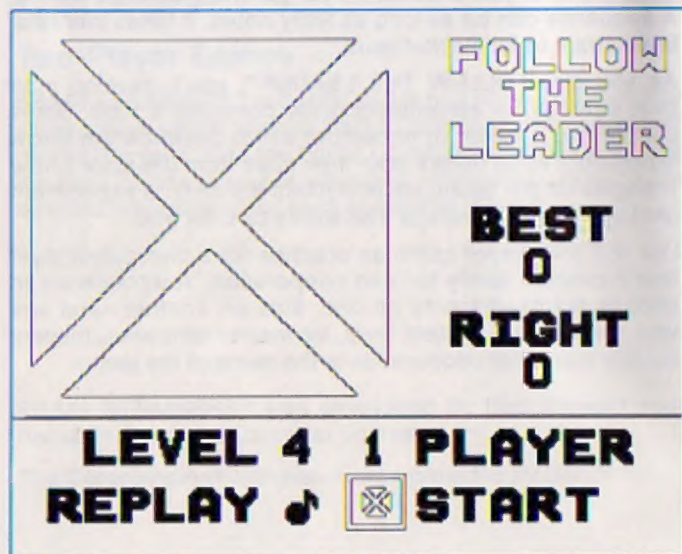 FOLLOW
THE
LEADER
BEST
0
RIGHT
0
LEVEL 4 1 PLAYER
REPLAY ♪ START